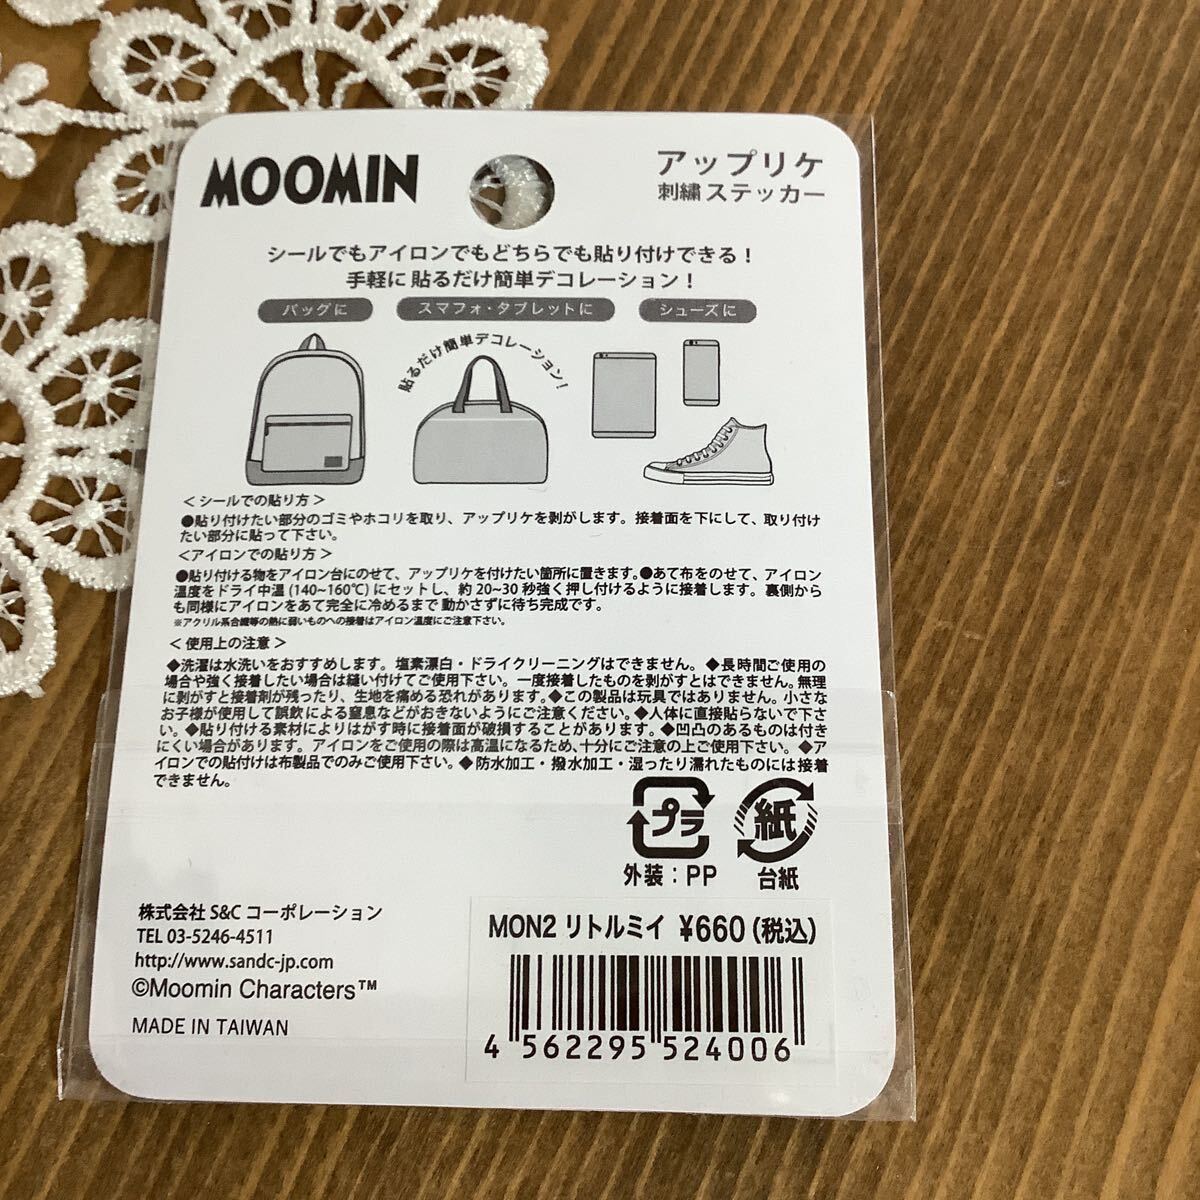 MOOMIN
アップリケ
刺繍ステッカー
シールでもアイロンでもどちらでも貼り付けできる！
手軽に 貼るだけ簡単デコレーション！
バッグに
スマフォ・タブレットに
シューズに
貼るだけ簡単デコレーション！
＜シールでの貼り方＞
●貼り付けたい部分のゴミやホコリを取り、アップリケを剥がします。接着面を下にして、取り付け
たい部分に貼って下さい。
＜アイロンでの貼り方＞
●貼り付ける物をアイロン台にのせて、アップリケを付けたい箇所に置きます。●あて布をのせて、アイロン
温度をドライ中温(140~160℃)にセットし、約20~30秒強く押し付けるように接着します。裏側から
も同様にアイロンをあて完全に冷めるまで動かさずに待ち完成です。
※アクリル系合繊等の熱に弱いものへの接着はアイロン温度にご注意下さい。
＜使用上の注意＞
◆洗濯は水洗いをおすすめします。塩素漂白・ドライクリーニングはできません。◆長時間ご使用の
場合や強く接着したい場合は縫い付けてご使用下さい。一度接着したものを剥がすとはできません。無理
に剥がすと接着剤が残ったり、生地を痛める恐れがあります。◆この製品は玩具ではありません。小さな
お子様が使用して誤飲による窒息などがおきないようにご注意ください。◆人体に直接貼らないで下さ
い。◆貼り付ける素材によりはがす時に接着面が破損することがあります。◆凹凸のあるものは付き
にくい場合があります。アイロンをご使用の際は高温になるため、十分にご注意の上ご使用下さい。◆ア
イロンでの貼付けは布製品でのみご使用下さい。◆防水加工・撥水加工・湿ったり濡れたものには接着
できません。
プラ
紙
外装：PP
台紙
株式会社 S&C コーポレーション
TEL 03-5246-4511
http://www.sandc-jp.com
©Moomin Characters™
MADE IN TAIWAN
MON2 リトルミイ ¥660(税込)
4 562295 524006